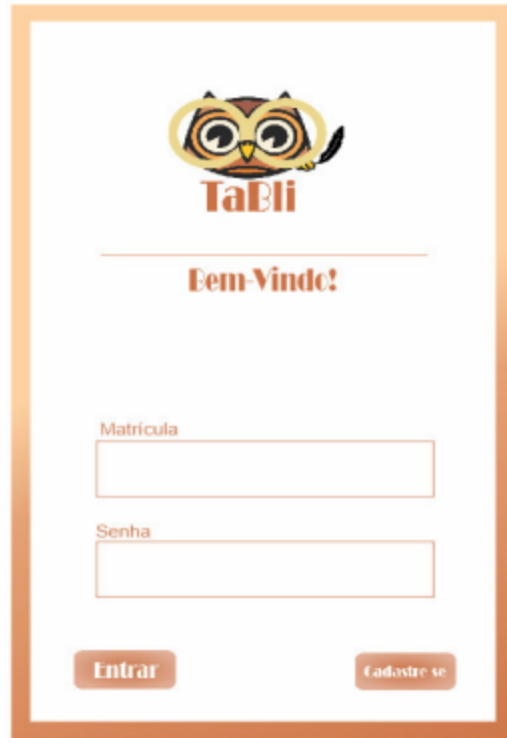 TaBli
Bem-Vindo!
Matrícula
Senha
Entrar
Cadastre se